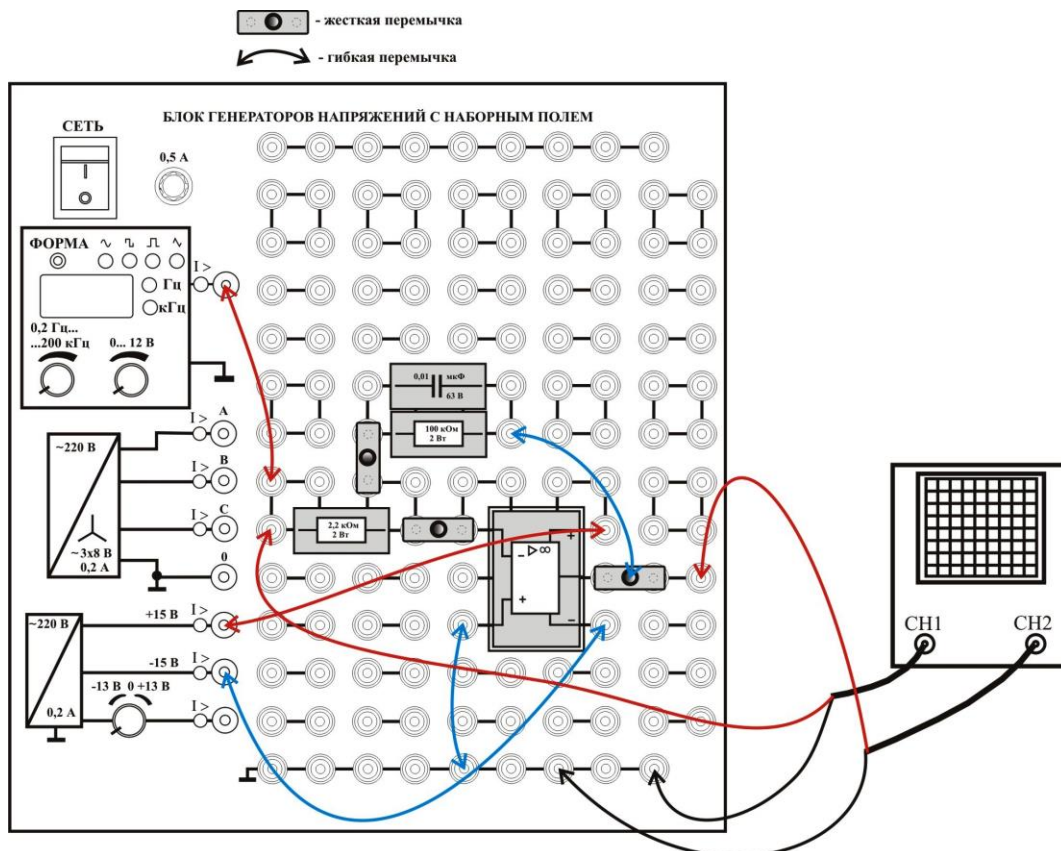 - жесткая перемычка
- гибкая перемычка
БЛОК ГЕНЕРАТОРОВ НАПРЯЖЕНИЙ С НАБОРНЫМ ПОЛЕМ
СЕТЬ
0,5 А
ФОРМА
I >
Гц
кГц
0,2 Гц...
...200 кГц
0... 12 В
0,01 мкФ
63 В
100 кОм
2 Вт
~220 В
I > A
I > B
I > C
0
~3x8 В
0,2 А
2,2 кОм
2 Вт
- ▷∞ +
+ -
~220 В
+15 В I >
-15 В I >
-13 В 0 +13 В
I >
0,2 А
CH1
CH2